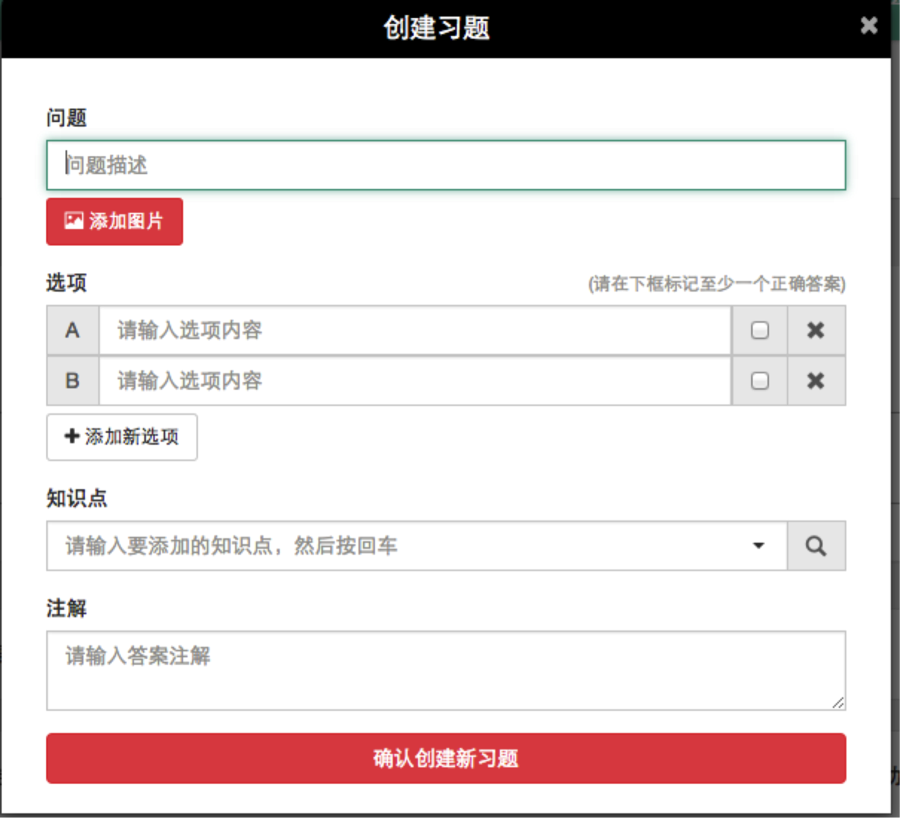 创建习题
问题
问题描述
添加图片
选项 (请在下框标记至少一个正确答案)
A 请输入选项内容
B 请输入选项内容
添加新选项
知识点
请输入要添加的知识点，然后按回车
注解
请输入答案注解
确认创建新习题